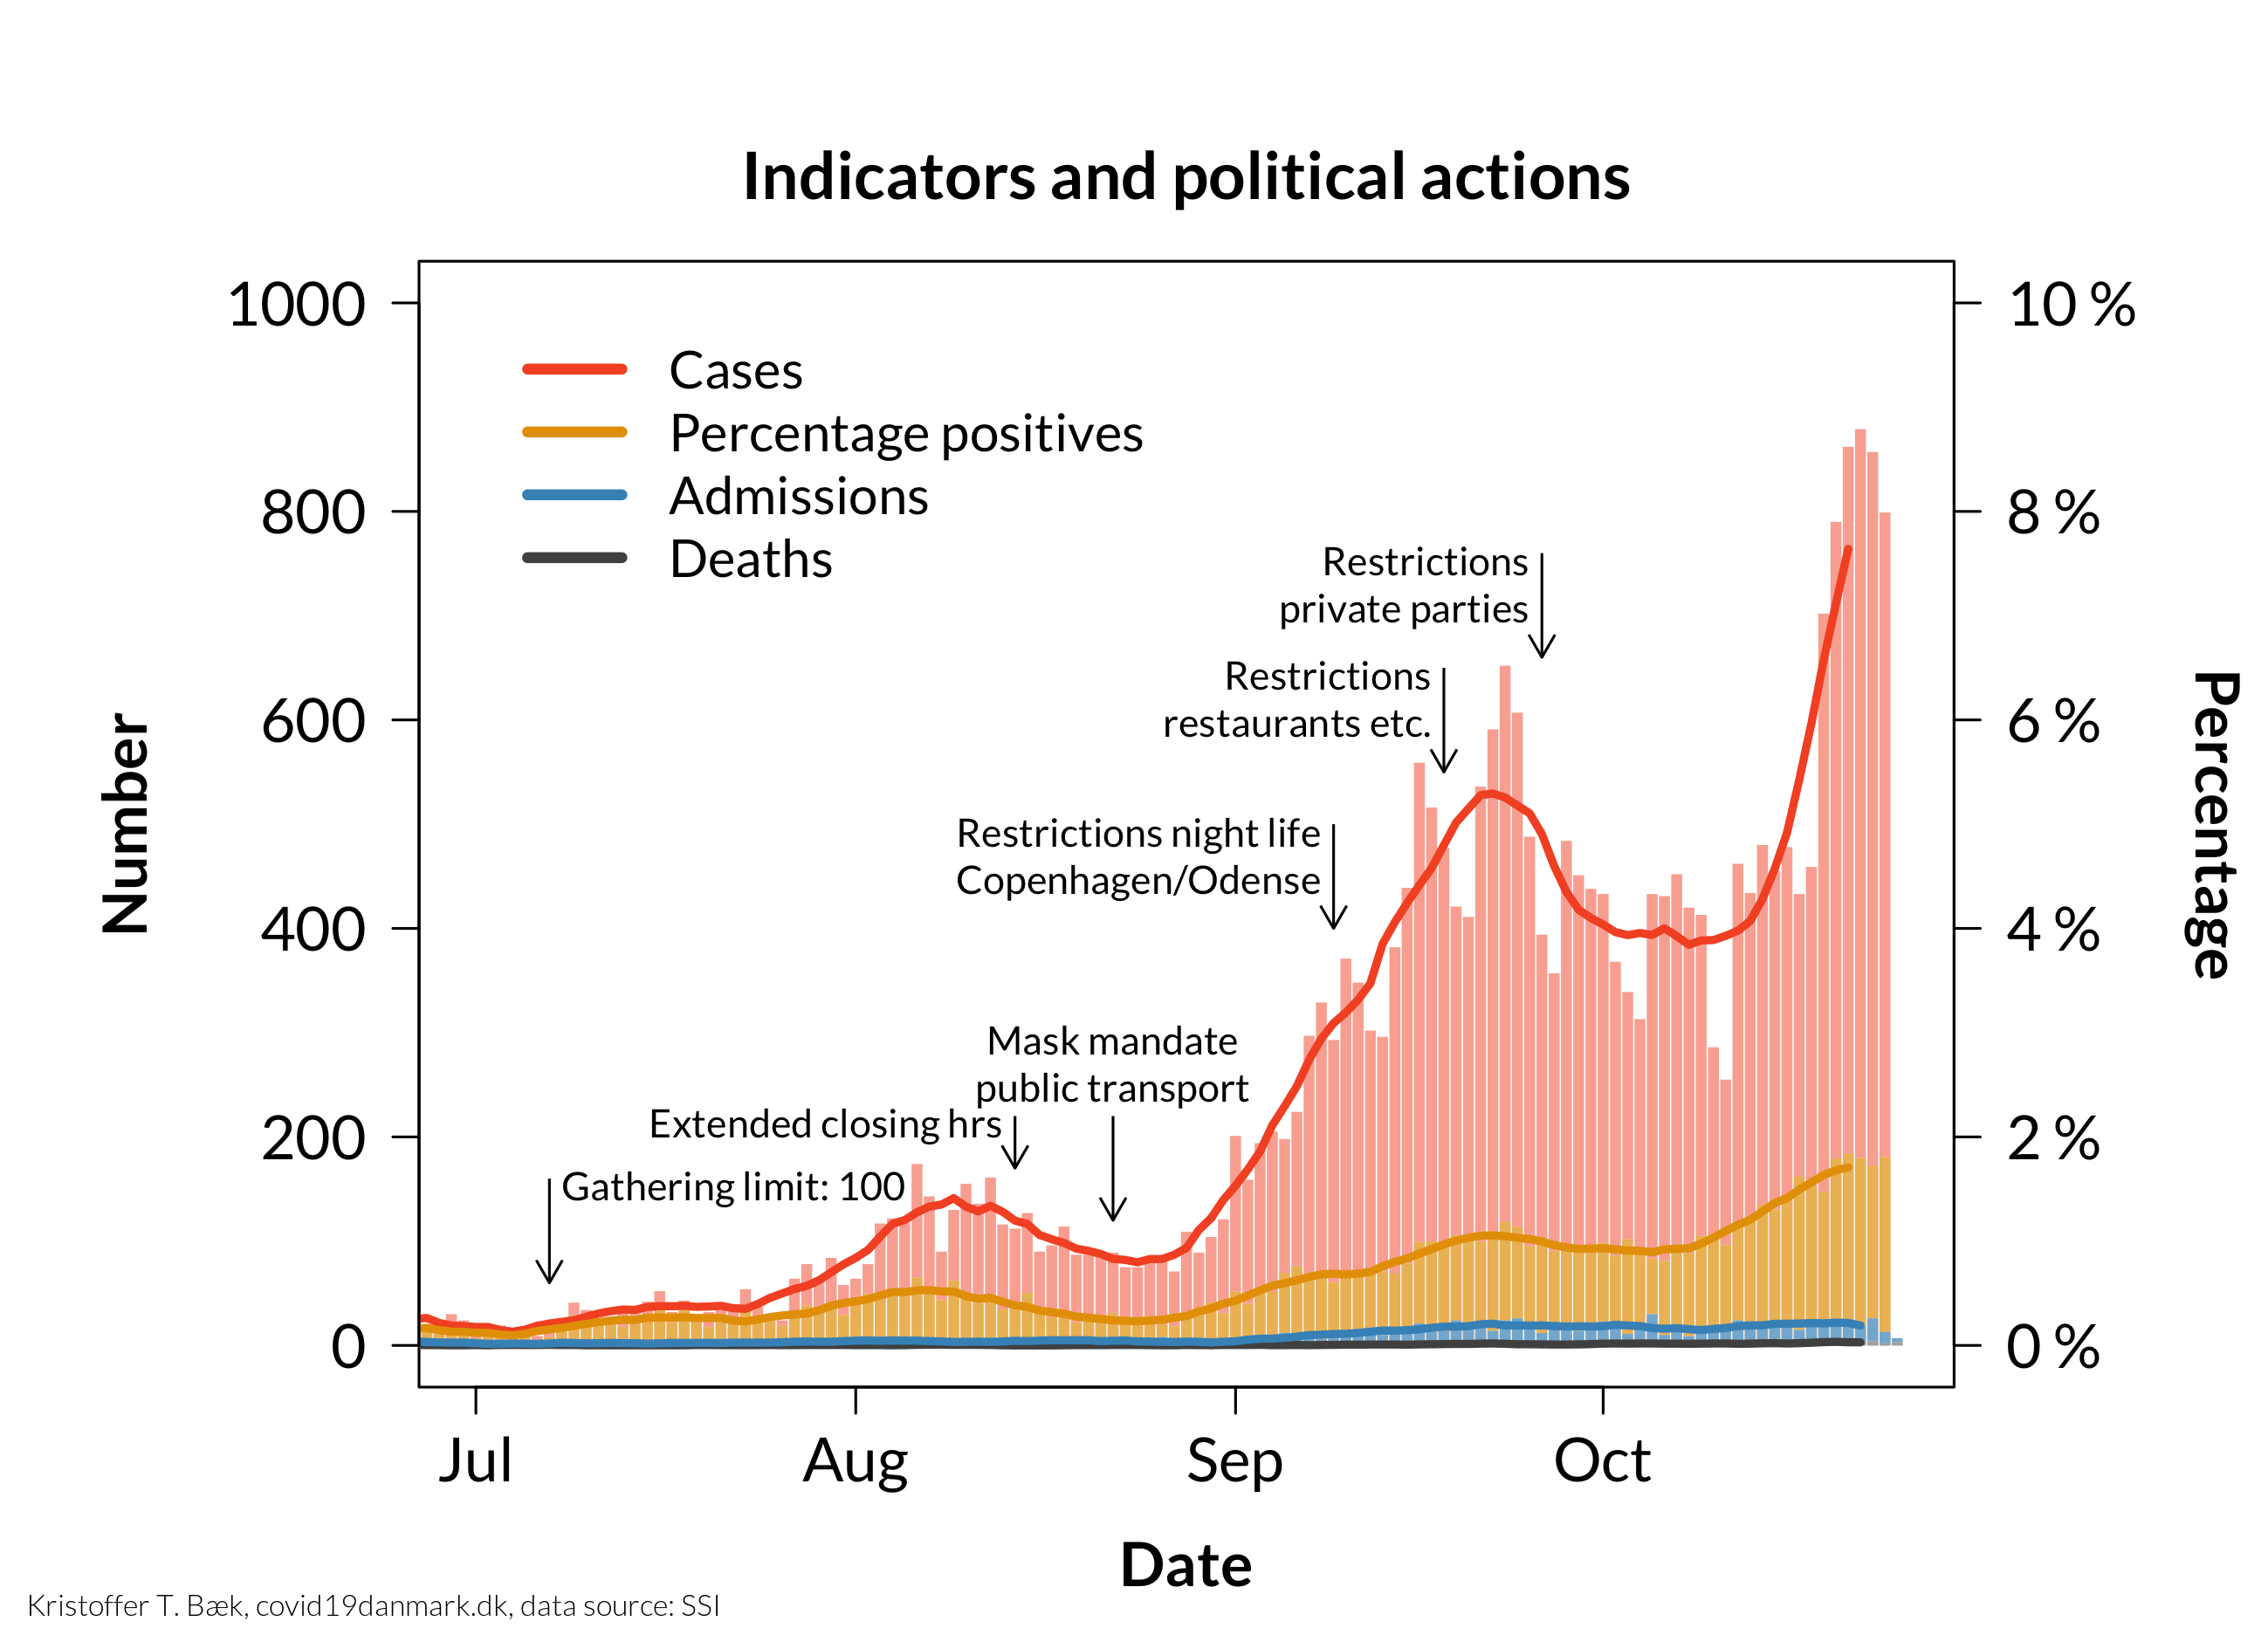 Indicators and political actions
1000
800
600
400
200
0
Number
10 %
8 %
6 %
4 %
2 %
0 %
Percentage
Cases
Percentage positives
Admissions
Deaths
Restrictions
private parties
Restrictions
restaurants etc.
Restrictions night life
Copenhagen/Odense
Mask mandate
public transport
Extended closing hrs
Gathering limit: 100
Jul
Aug
Sep
Oct
Date
Kristoffer T. Bæk, covid19danmark.dk, data source: SSI